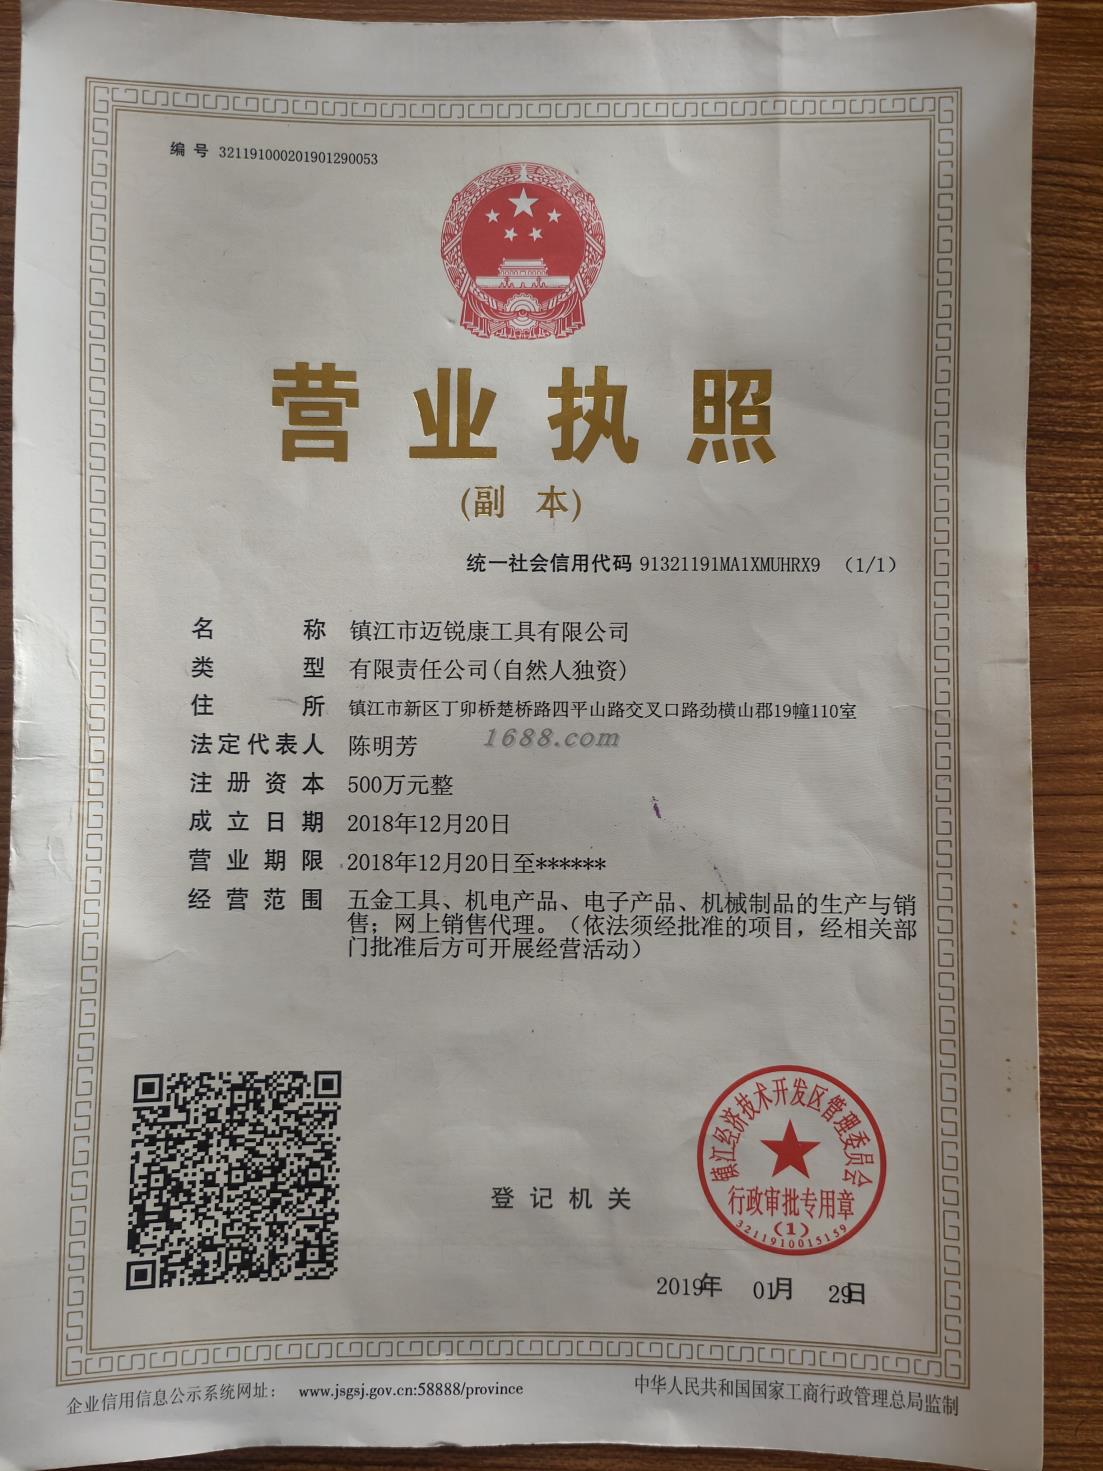 编 号 321191000201901290053
营业执照
(副 本)
统一社会信用代码 91321191MA1XMUHRX9 （1/1）
名 称 镇江市迈锐康工具有限公司
类 型 有限责任公司(自然人独资)
住 所 镇江市新区丁卯桥楚桥路四平山路交叉口路劲横山郡19幢110室
1688.com
法定代表人 陈明芳
注册资本 500万元整
成立日期 2018年12月20日
营业期限 2018年12月20日至******
经营范围 五金工具、机电产品、电子产品、机械制品的生产与销
售；网上销售代理。（依法须经批准的项目，经相关部
门批准后方可开展经营活动）
镇江经济技术开发区管理委员会
登记机关
行政审批专用章
(1)
3211910015159
2019年 01月 29日
企业信用信息公示系统网址： www.jsgsj.gov.cn:58888/province
中华人民共和国国家工商行政管理总局监制